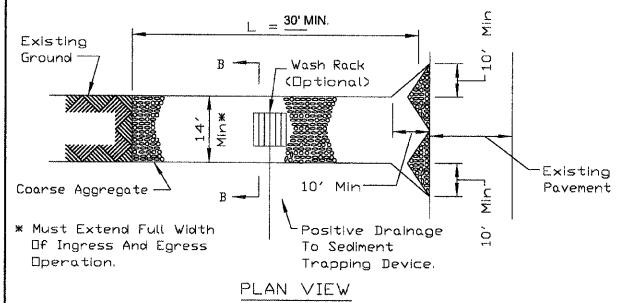 L = 30' MIN.
Existing
Ground
B
Wash Rack
(Optional)
10' Min
14'
Min*
Coarse Aggregate
B
10' Min
Existing
Pavement
10' Min
* Must Extend Full Width
Of Ingress And Egress
Operation.
Positive Drainage
To Sediment
Trapping Device.
PLAN VIEW